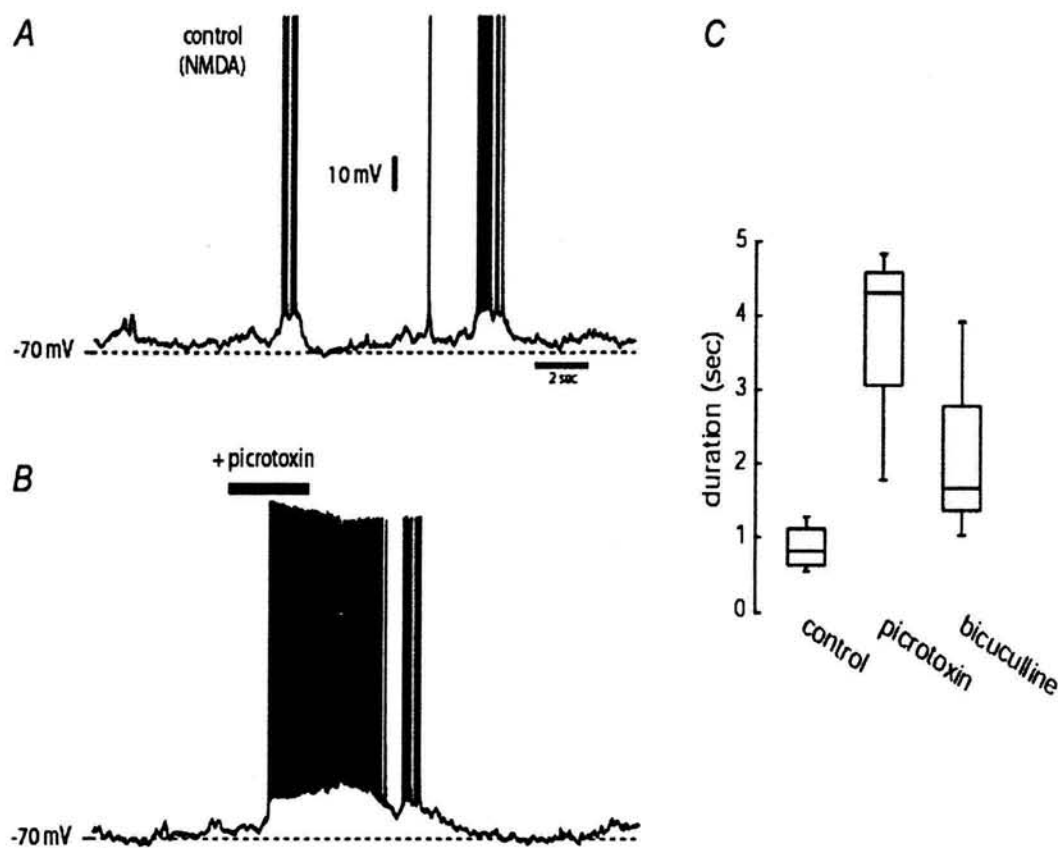 A
control
(NMDA)
10 mV
-70 mV
2 sec
B
+ picrotoxin
-70 mV
C
duration (sec)
5
4
3
2
1
0
control
picrotoxin
bicuculline